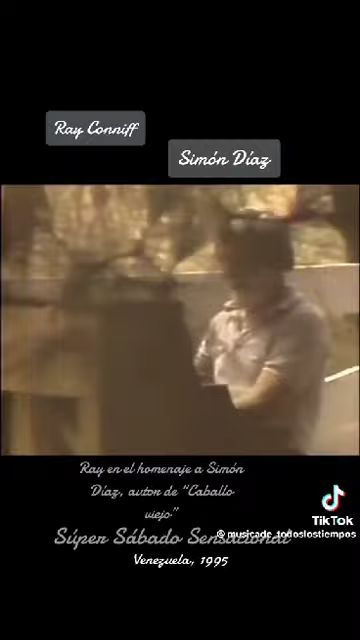 Ray Conniff
Simón Díaz
Ray en el homenaje a Simón
Díaz, autor de "Caballo
viejo"
Súper Sábado Sensacional
Venezuela, 1995
TikTok
@musicade_todoslostiempos